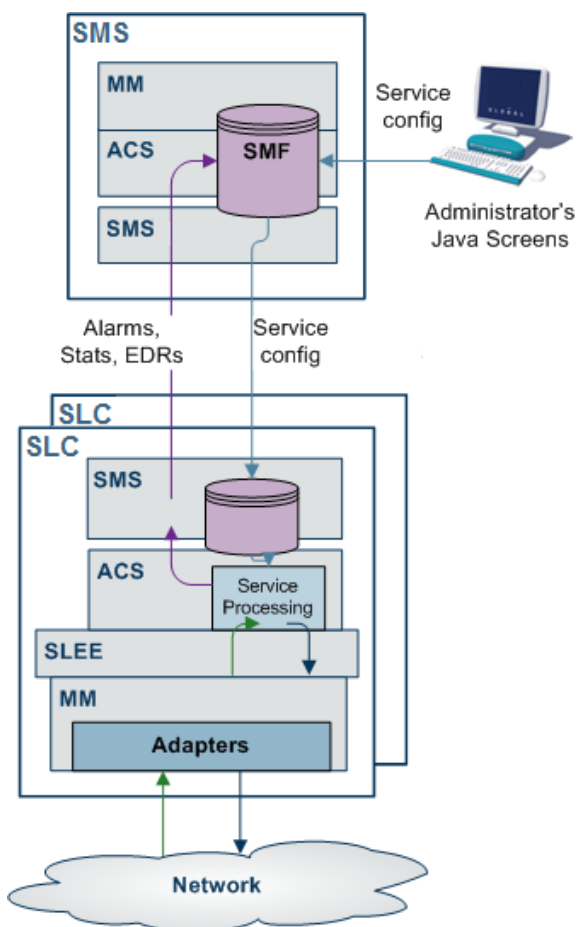 SMS
MM
ACS
SMF
SMS
Service
config
GLOBAL
Administrator's
Java Screens
Alarms,
Stats, EDRs
Service
config
SLC
SLC
SMS
ACS
Service
Processing
SLEE
MM
Adapters
Network